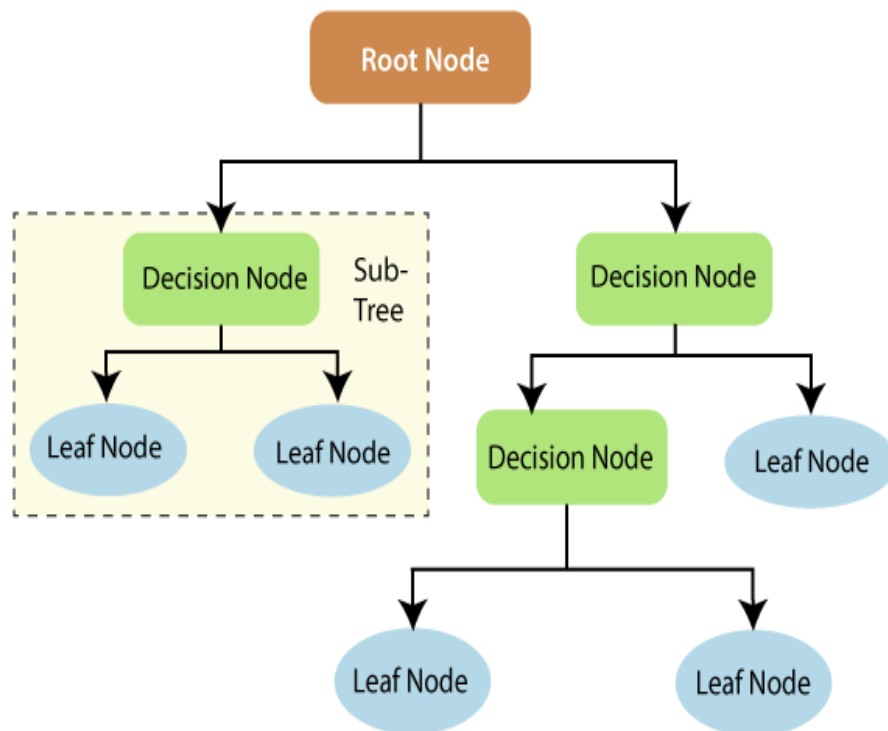 Root Node
Decision Node
Sub-
Tree
Decision Node
Leaf Node
Leaf Node
Decision Node
Leaf Node
Leaf Node
Leaf Node